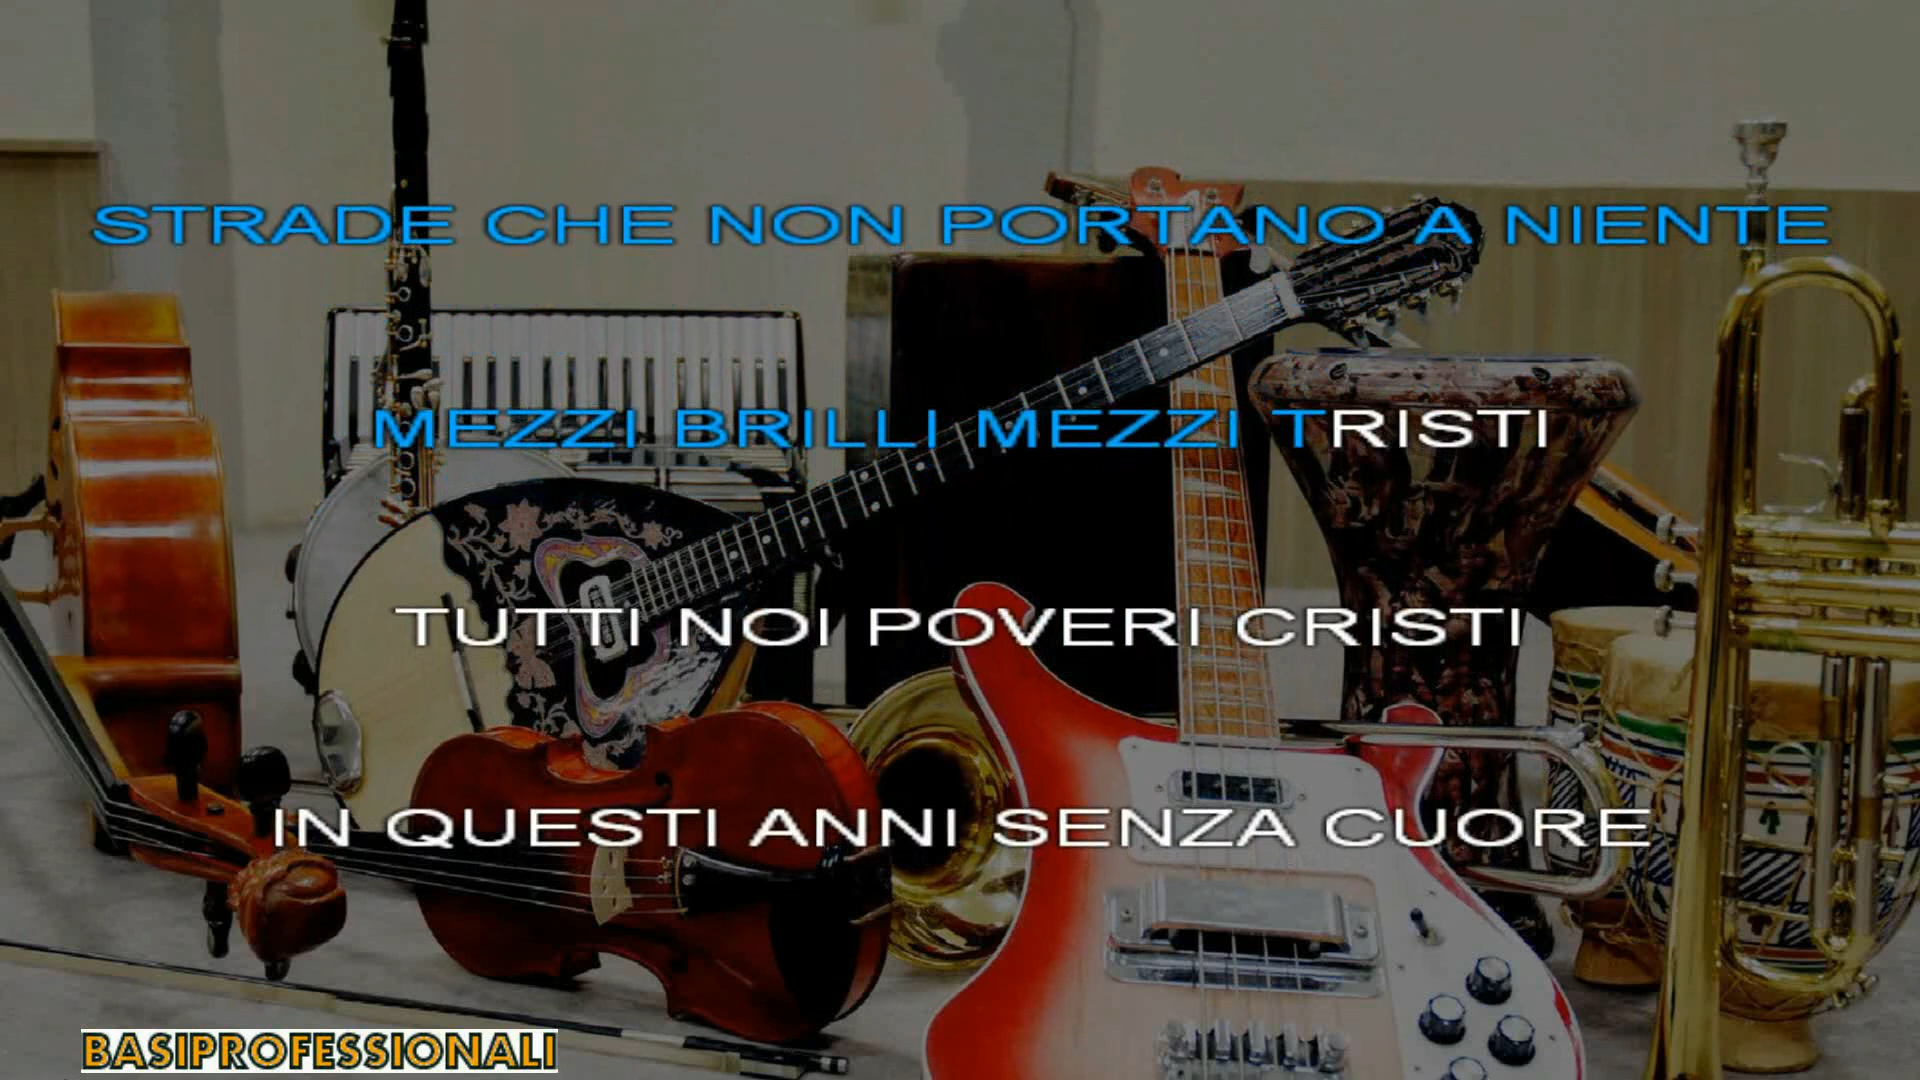 STRADE CHE NON PORTANO A NIENTE
MEZZI BRILLI MEZZI TRISTI
TUTTI NOI POVERI CRISTI
IN QUESTI ANNI SENZA CUORE
BASIPROFESSIONALI